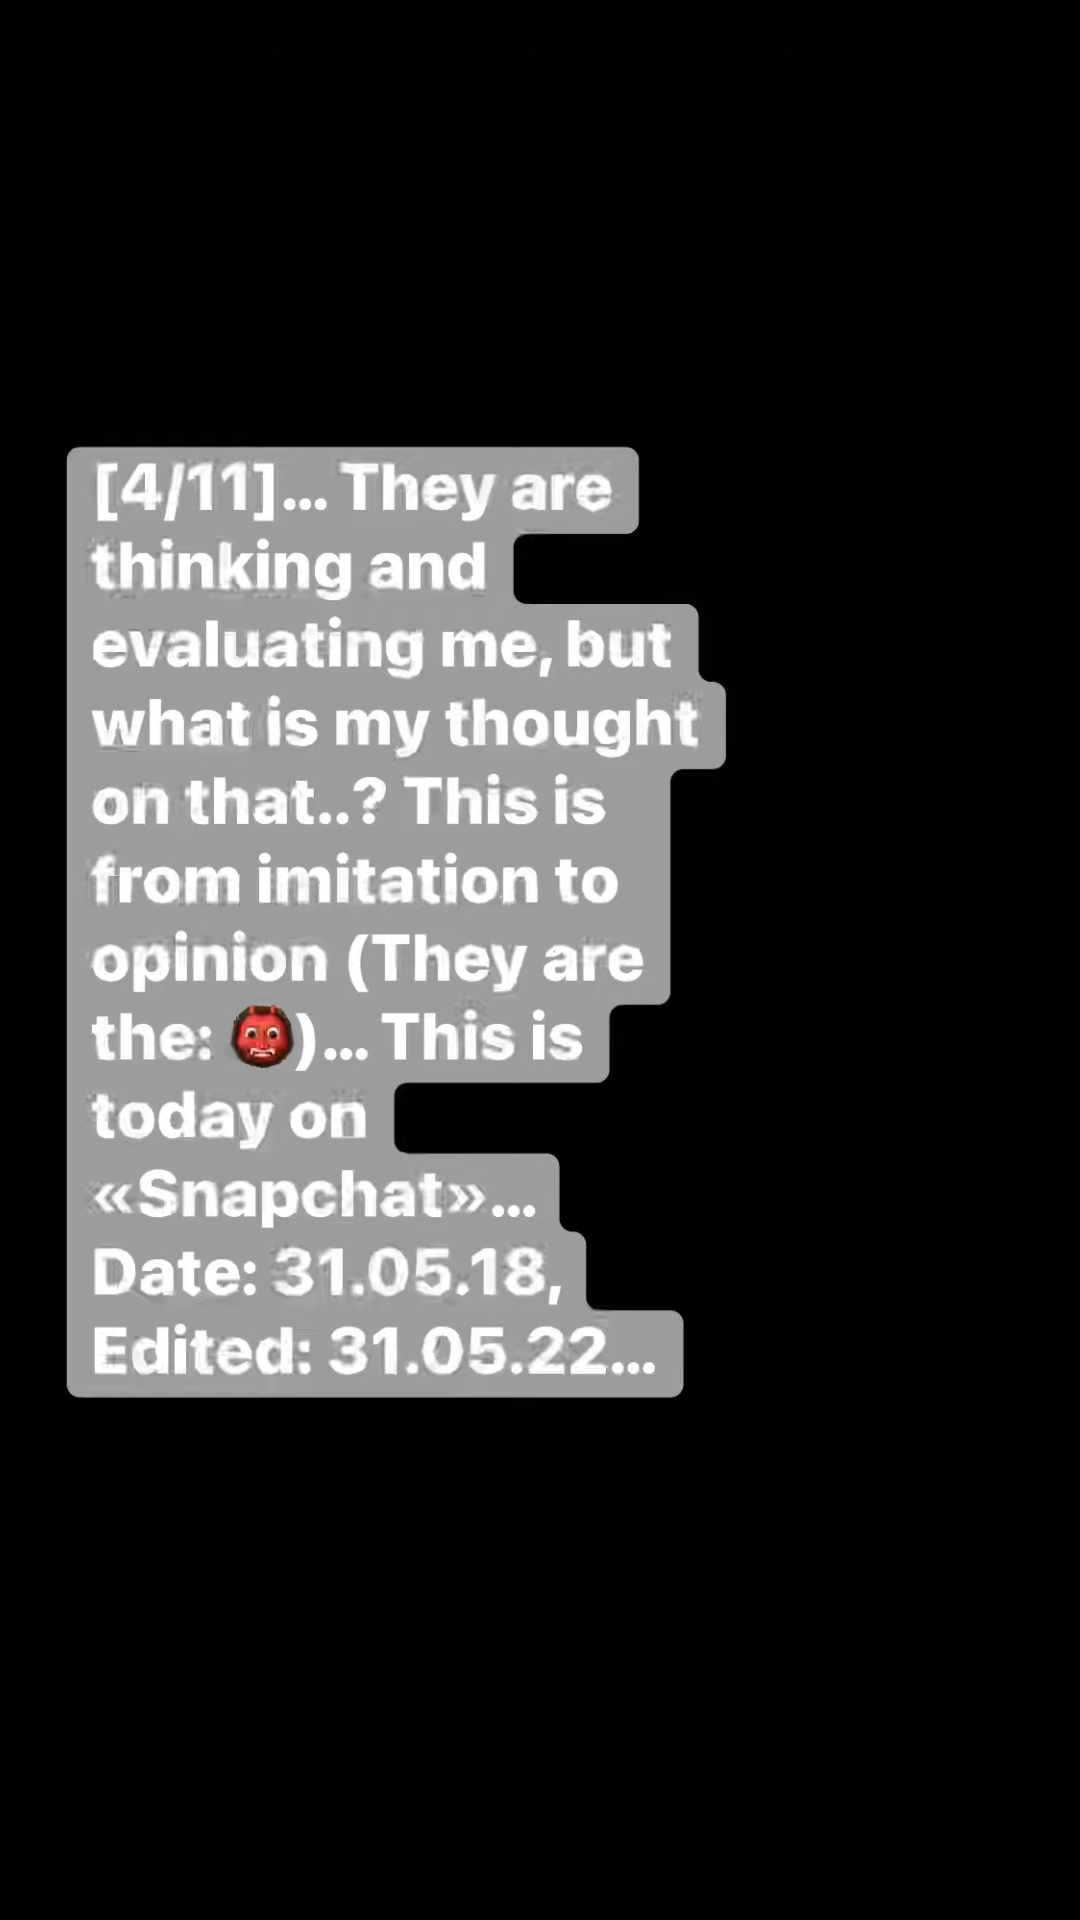 [4/11]... They are
thinking and
evaluating me, but
what is my thought
on that..? This is
from imitation to
opinion (They are
the: 👹)... This is
today on
«Snapchat»...
Date: 31.05.18,
Edited: 31.05.22...